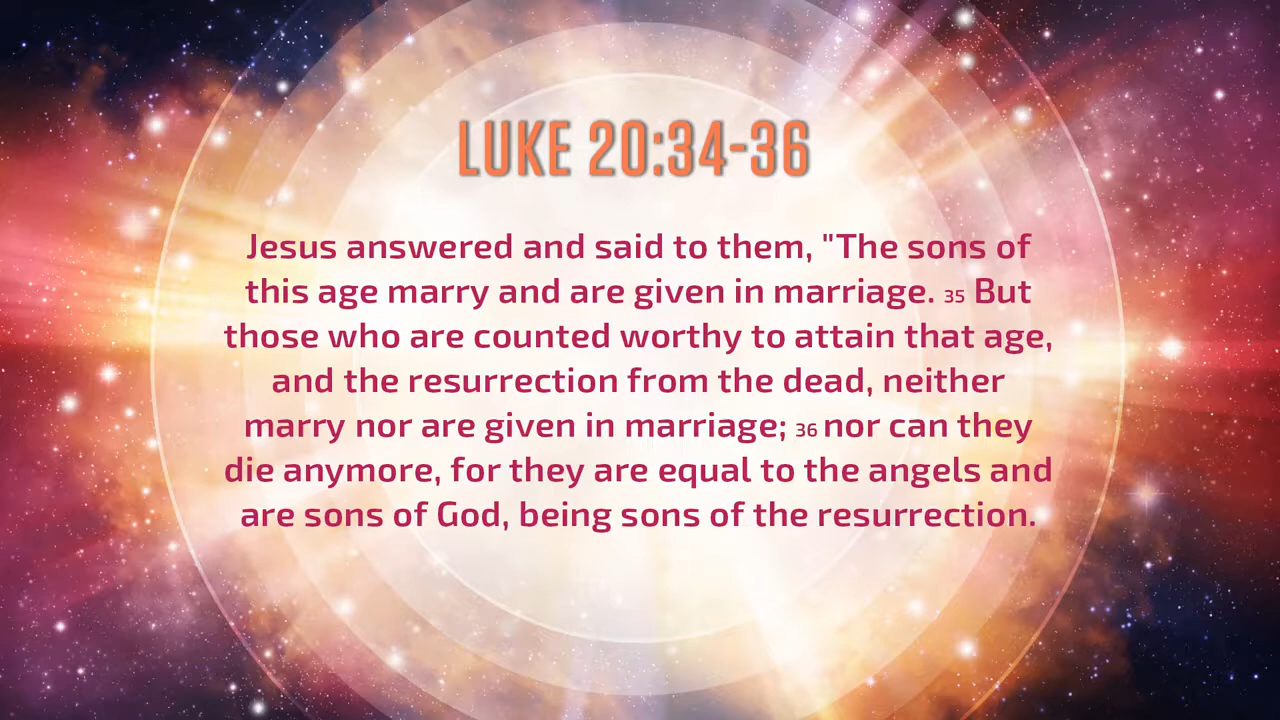 LUKE 20:34-36
Jesus answered and said to them, "The sons of
this age marry and are given in marriage. 35 But
those who are counted worthy to attain that age,
and the resurrection from the dead, neither
marry nor are given in marriage; 36 nor can they
die anymore, for they are equal to the angels and
are sons of God, being sons of the resurrection.